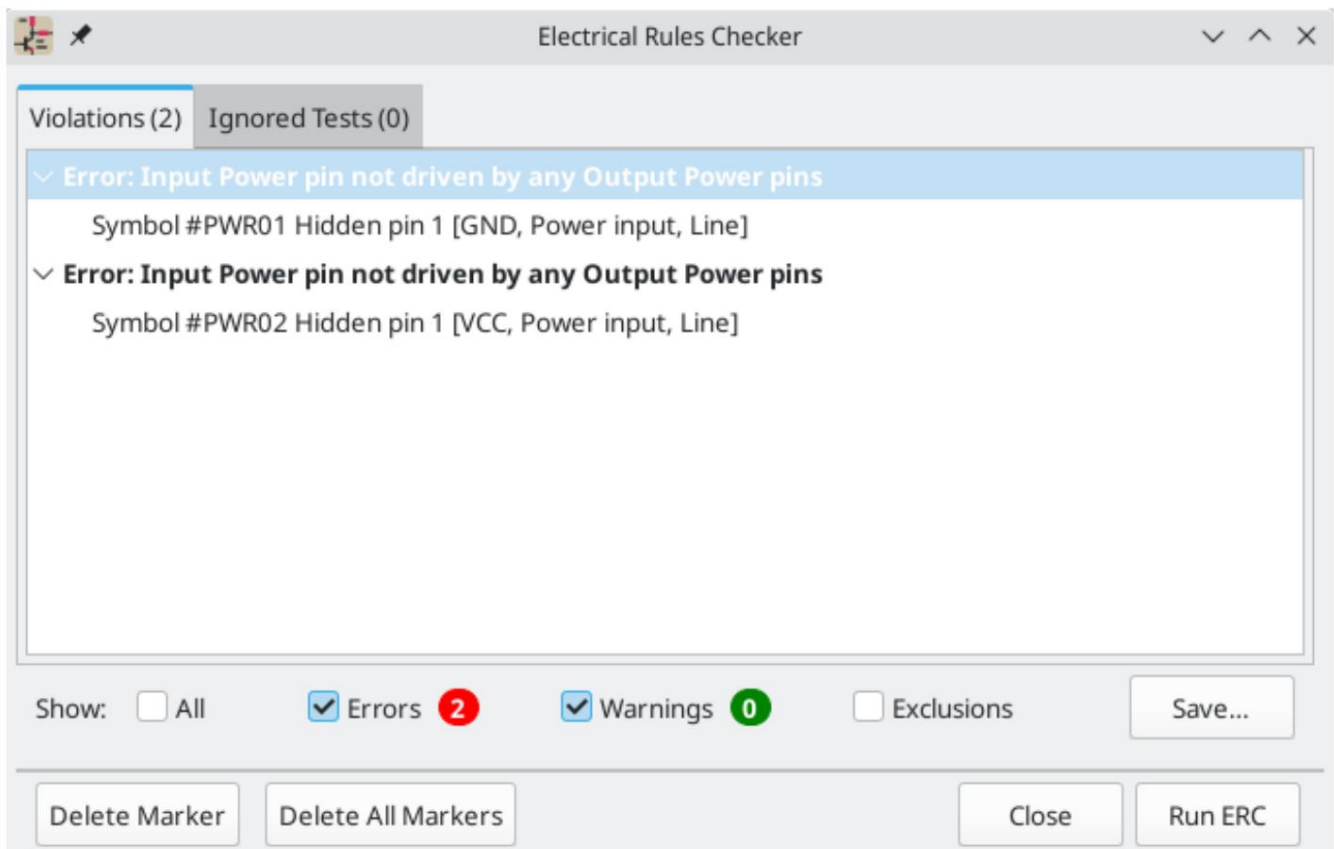 Electrical Rules Checker
Violations (2) Ignored Tests (0)
Error: Input Power pin not driven by any Output Power pins
Symbol #PWR01 Hidden pin 1 [GND, Power input, Line]
Error: Input Power pin not driven by any Output Power pins
Symbol #PWR02 Hidden pin 1 [VCC, Power input, Line]
Show: All Errors 2 Warnings 0 Exclusions Save...
Delete Marker Delete All Markers Close Run ERC